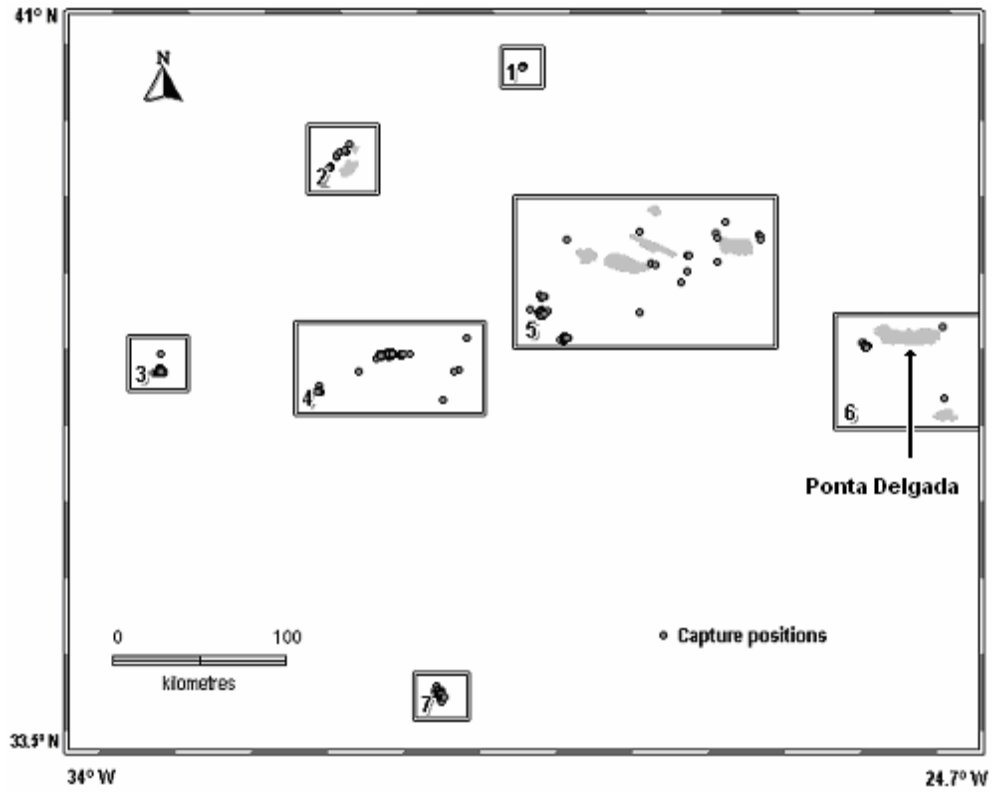 41° N
N
1
2
3
4
5
6
Ponta Delgada
0 100
kilometres
Capture positions
7
33.5° N
34° W 24.7° W